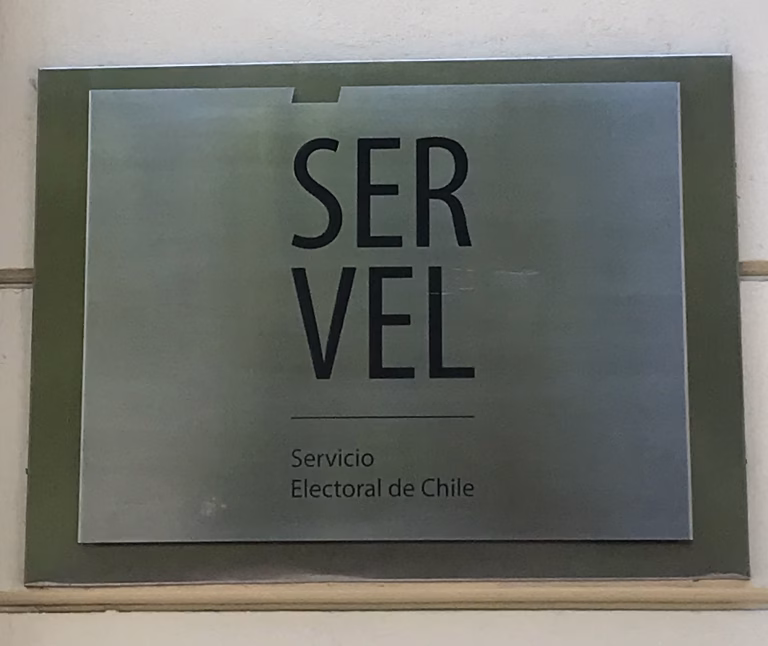 SER
VEL
Servicio
Electoral de Chile